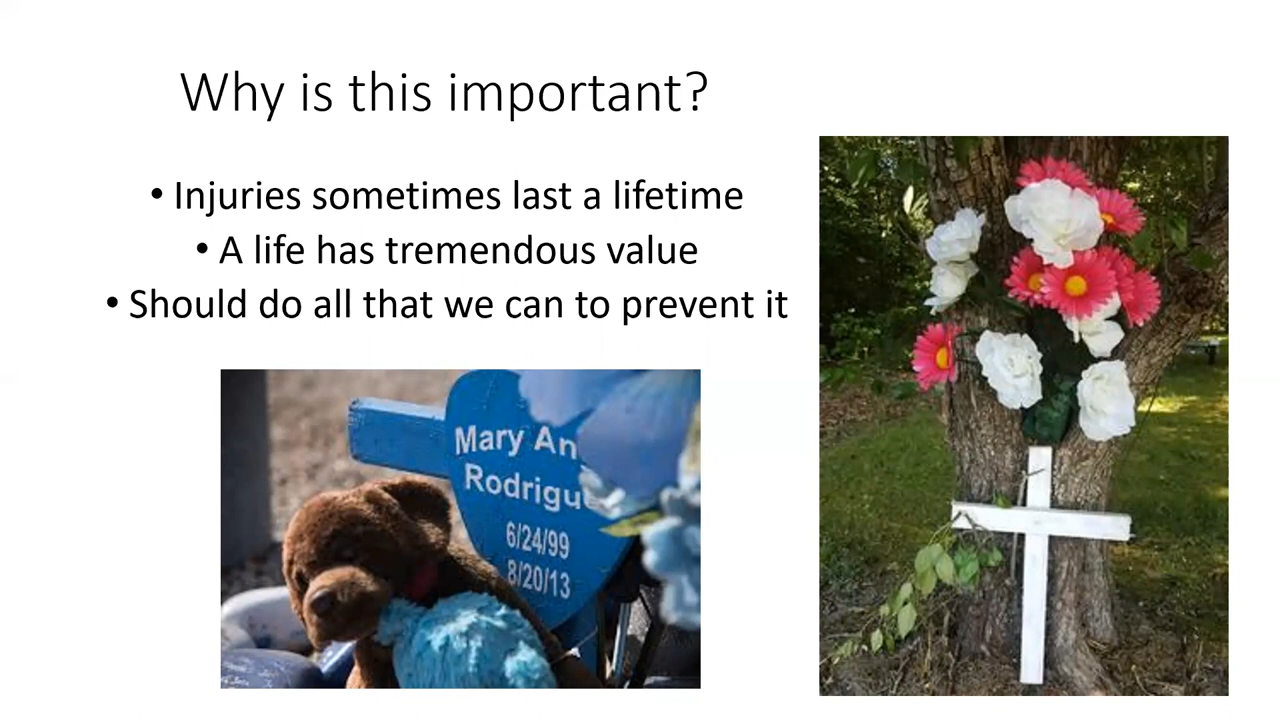 Why is this important?
• Injuries sometimes last a lifetime
• A life has tremendous value
• Should do all that we can to prevent it
Mary An
Rodrigu
6/24/99
8/20/13